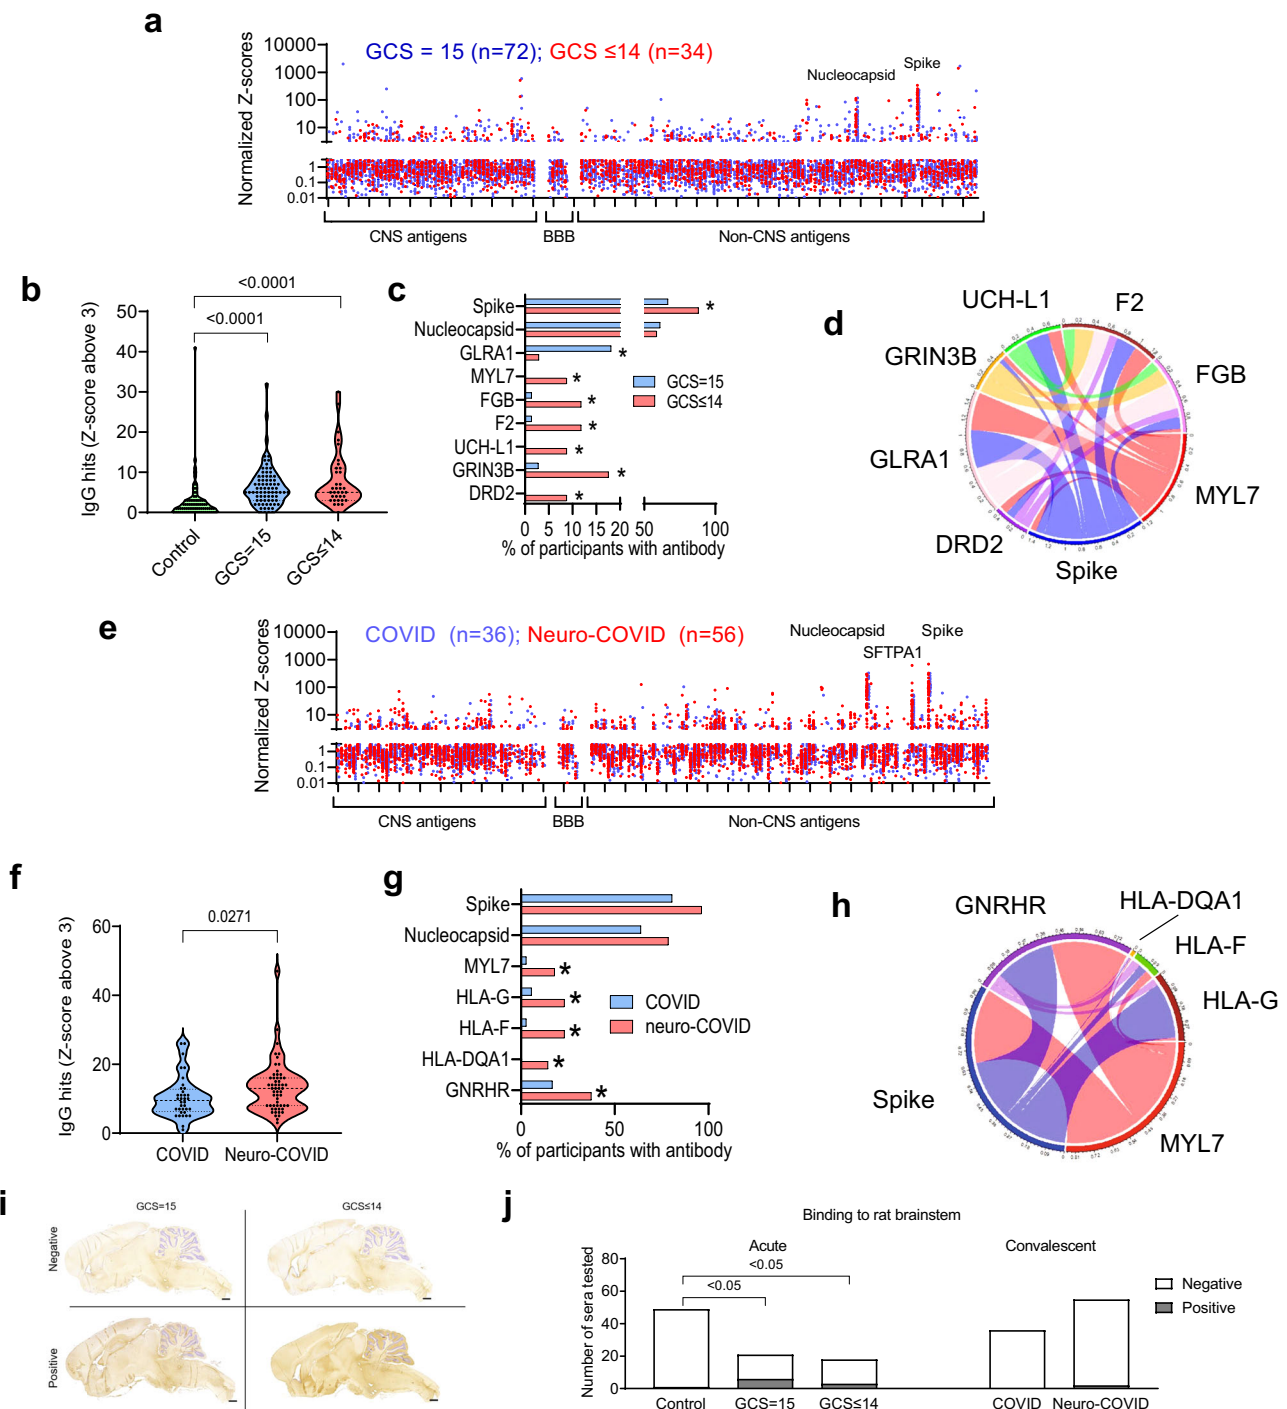 a
GCS = 15 (n=72); GCS ≤14 (n=34)
Normalized Z-scores
10000
1000
100
10
1
0.1
0.01
Nucleocapsid
Spike
CNS antigens
BBB
Non-CNS antigens
b
IgG hits (Z-score above 3)
<0.0001
<0.0001
50
40
30
20
10
0
Control
GCS=15
GCS≤14
c
Spike
Nucleocapsid
GLRA1
MYL7
FGB
F2
UCH-L1
GRIN3B
DRD2
*
*
*
*
*
*
*
*
GCS=15
GCS≤14
0 5 10 15 20 50 100
% of participants with antibody
d
UCH-L1
F2
GRIN3B
FGB
GLRA1
MYL7
DRD2
Spike
e
COVID (n=36); Neuro-COVID (n=56)
Normalized Z-scores
10000
1000
100
10
1
0.1
0.01
Nucleocapsid
Spike
SFTPA1
CNS antigens
BBB
Non-CNS antigens
f
IgG hits (Z-score above 3)
0.0271
60
40
20
0
COVID
Neuro-COVID
g
Spike
Nucleocapsid
MYL7
HLA-G
HLA-F
HLA-DQA1
GNRHR
*
*
*
*
*
COVID
neuro-COVID
0 50 100
% of participants with antibody
h
GNRHR
HLA-DQA1
HLA-F
HLA-G
Spike
MYL7
i
GCS=15
GCS≤14
Negative
Positive
j
Binding to rat brainstem
Acute
Convalescent
Number of sera tested
80
60
40
20
0
<0.05
<0.05
Negative
Positive
Control
GCS=15
GCS≤14
COVID
Neuro-COVID